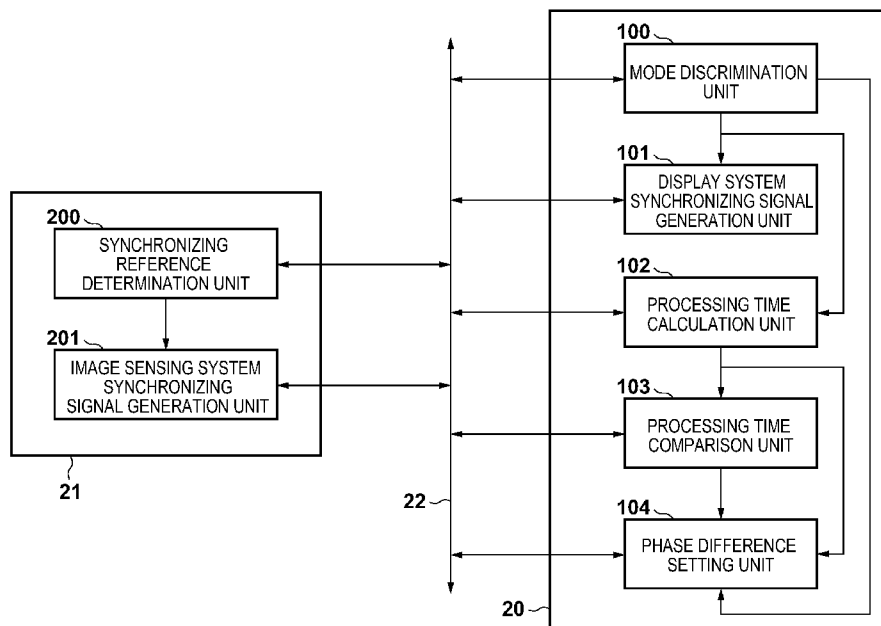 200
SYNCHRONIZING
REFERENCE
DETERMINATION UNIT
201
IMAGE SENSING SYSTEM
SYNCHRONIZING
SIGNAL GENERATION UNIT
21
22
100
MODE DISCRIMINATION
UNIT
101
DISPLAY SYSTEM
SYNCHRONIZING SIGNAL
GENERATION UNIT
102
PROCESSING TIME
CALCULATION UNIT
103
PROCESSING TIME
COMPARISON UNIT
104
PHASE DIFFERENCE
SETTING UNIT
20